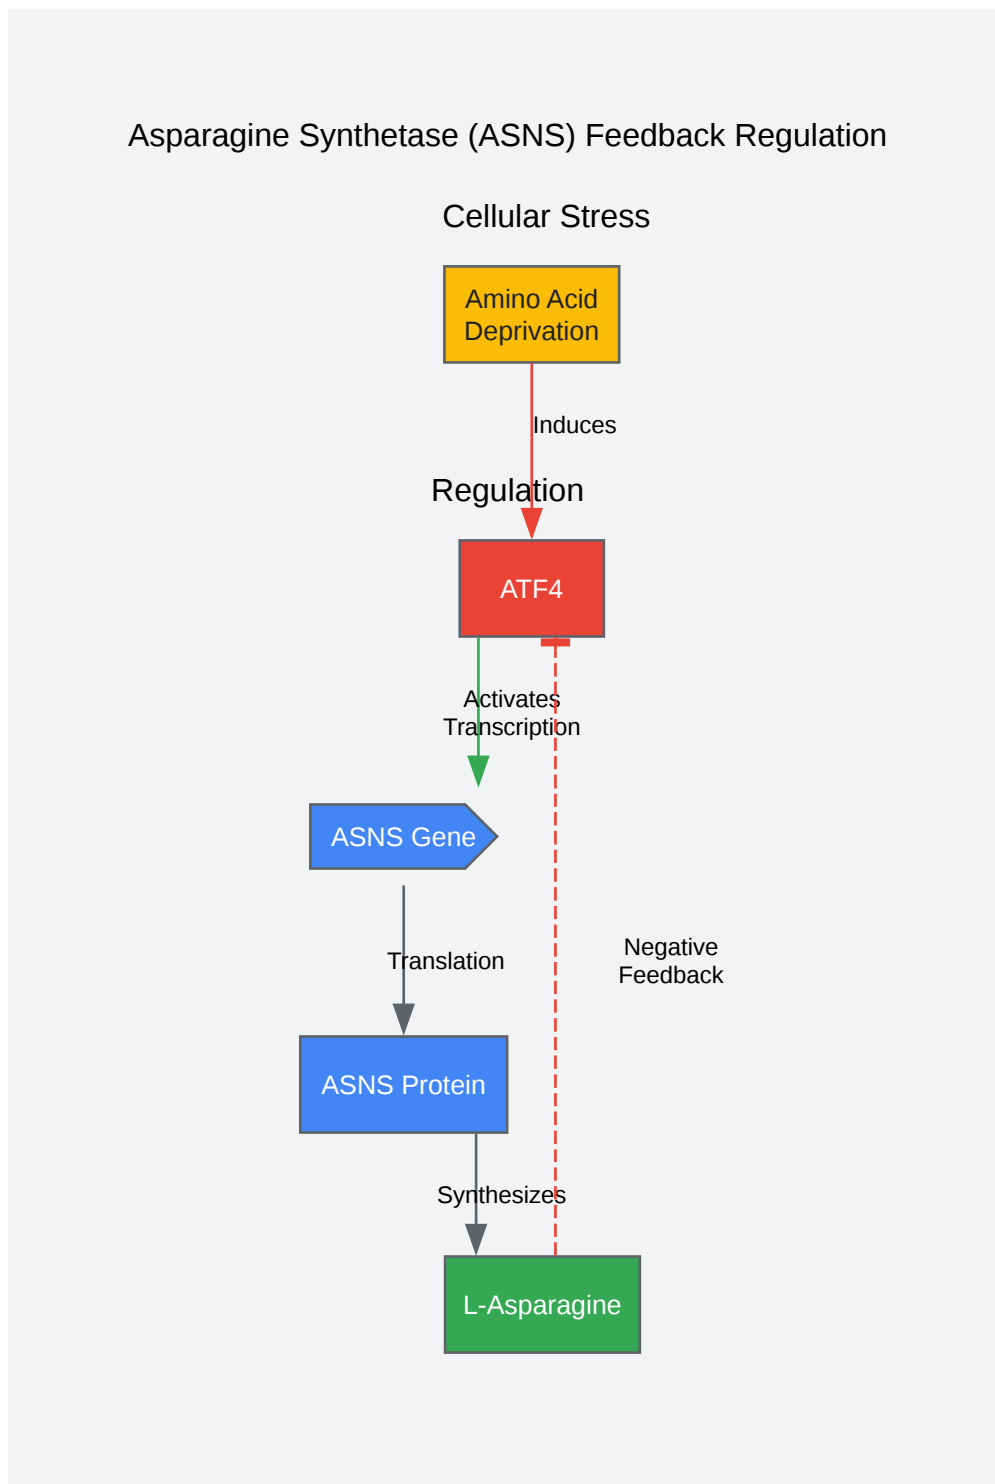 Asparagine Synthetase (ASNS) Feedback Regulation
Cellular Stress
Amino Acid
Deprivation
Induces
Regulation
ATF4
Activates
Transcription
ASNS Gene
Translation
Negative
Feedback
ASNS Protein
Synthesizes
L-Asparagine